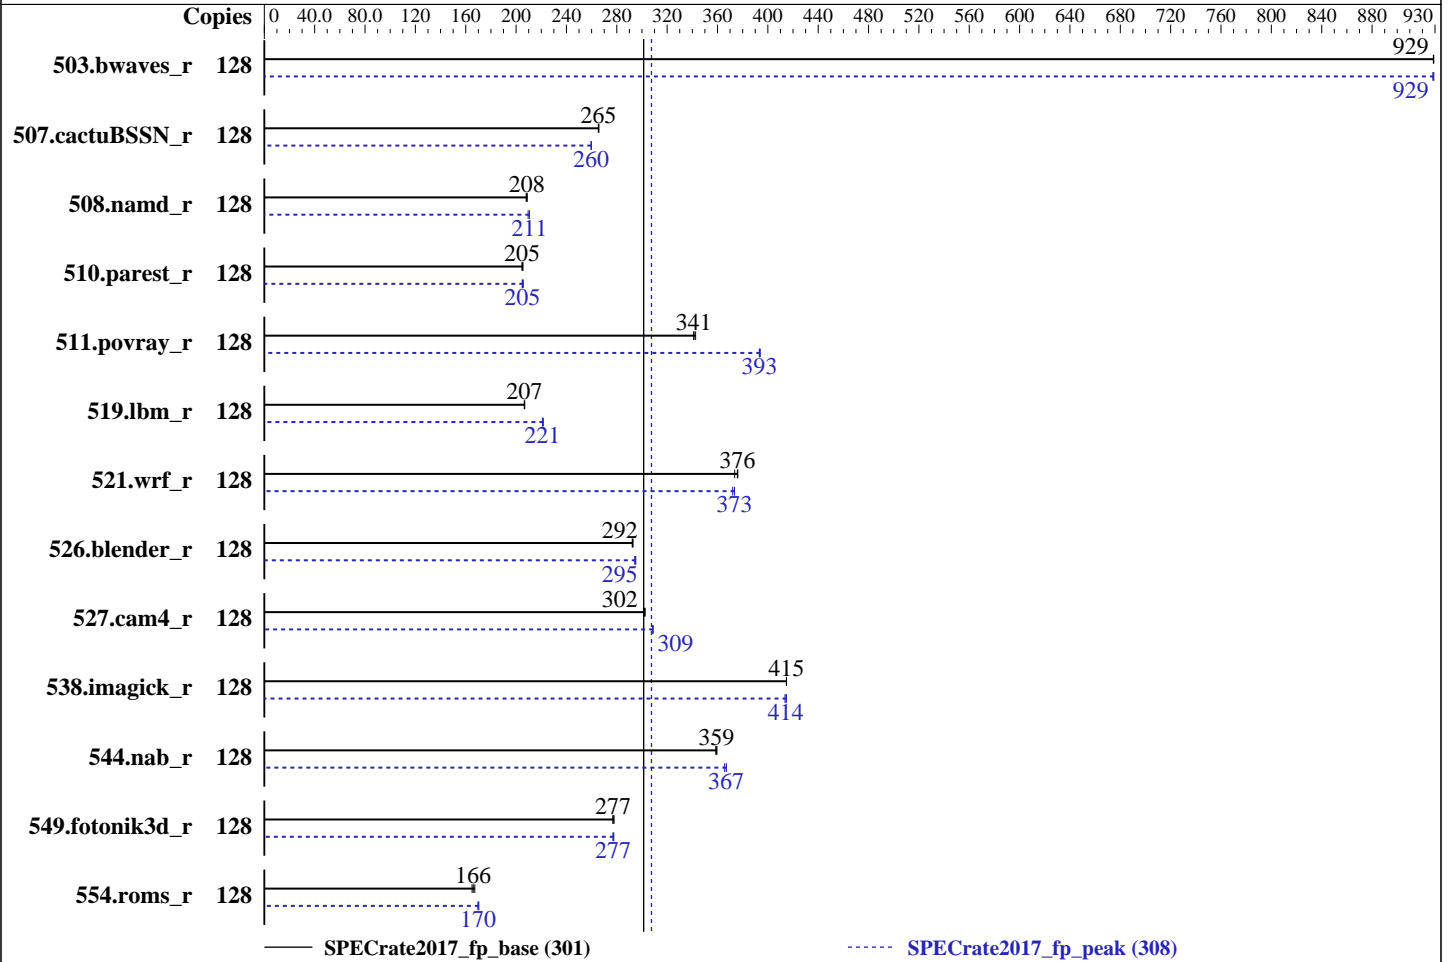 Copies 0 40.0 80.0 120 160 200 240 280 320 360 400 440 480 520 560 600 640 680 720 760 800 840 880 930
503.bwaves_r 128 929
929
507.cactuBSSN_r 128 265
260
508.namd_r 128 208
211
510.parest_r 128 205
205
511.povray_r 128 341
393
519.lbm_r 128 207
221
521.wrf_r 128 376
373
526.blender_r 128 292
295
527.cam4_r 128 302
309
538.imagick_r 128 415
414
544.nab_r 128 359
367
549.fotonik3d_r 128 277
277
554.roms_r 128 166
170
SPECrate2017_fp_base (301) SPECrate2017_fp_peak (308)